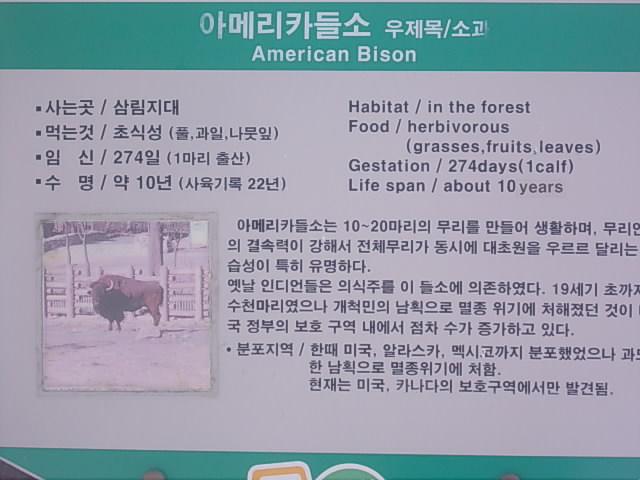 아메리카들소 우제목/소과
American Bison
▪사는곳 / 삼림지대
▪먹는것 / 초식성 (풀,과일,나뭇잎)
▪임 신 / 274일 (1마리 출산)
▪수 명 / 약 10년 (사육기록 22년)
Habitat / in the forest
Food / herbivorous
(grasses,fruits,leaves)
Gestation / 274days(1calf)
Life span / about 10 years
아메리카들소는 10~20마리의 무리를 만들어 생활하며, 무리안
의 결속력이 강해서 전체무리가 동시에 대초원을 우르르 달리는
습성이 특히 유명하다.
옛날 인디언들은 의식주를 이 들소에 의존하였다. 19세기 초까지
수천마리였으나 개척민의 남획으로 멸종 위기에 처해졌던 것이
국 정부의 보호 구역 내에서 점차 수가 증가하고 있다.
• 분포지역 / 한때 미국, 알라스카, 멕시코까지 분포했었으나
한 남획으로 멸종위기에 처함.
현재는 미국, 카나다의 보호구역에서만 발견됨.